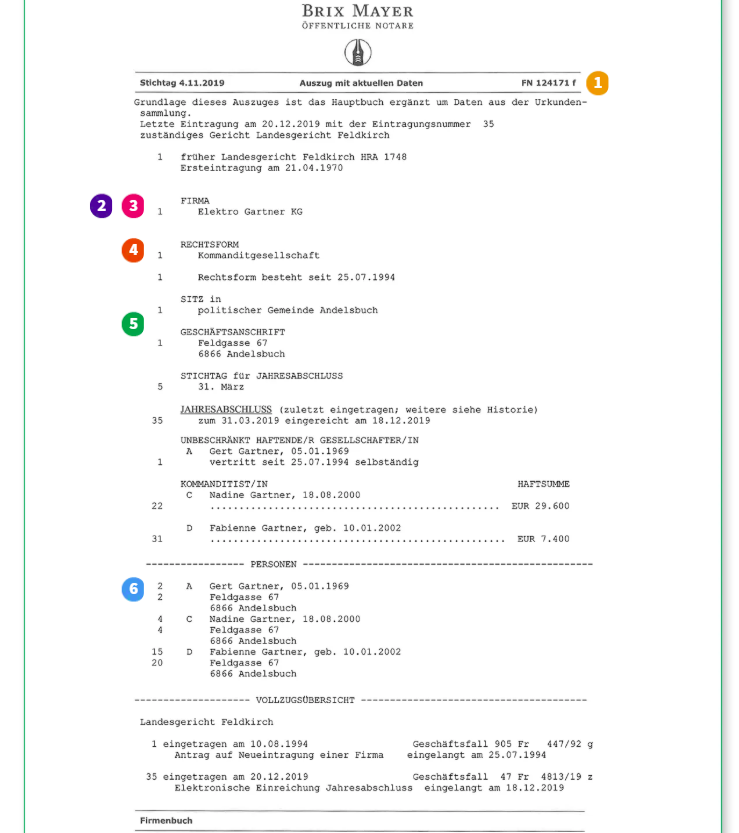 BRIX MAYER
ÖFFENTLICHE NOTARE
Stichtag 4.11.2019 Auszug mit aktuellen Daten FN 124171 f 1
Grundlage dieses Auszuges ist das Hauptbuch ergänzt um Daten aus der Urkunden-
sammlung.
Letzte Eintragung am 20.12.2019 mit der Eintragungsnummer 35
zuständiges Gericht Landesgericht Feldkirch
1 früher Landesgericht Feldkirch HRA 1748
Ersteintragung am 21.04.1970
2 3 FIRMA
1 Elektro Gartner KG
4 RECHTSFORM
1 Kommanditgesellschaft
1 Rechtsform besteht seit 25.07.1994
SITZ in
1 politischer Gemeinde Andelsbuch
5 GESCHÄFTSANSCHRIFT
1 Feldgasse 67
6866 Andelsbuch
STICHTAG für JAHRESABSCHLUSS
5 31. März
JAHRESABSCHLUSS (zuletzt eingetragen; weitere siehe Historie)
35 zum 31.03.2019 eingereicht am 18.12.2019
UNBESCHRÄNKT HAFTENDE/R GESELLSCHAFTER/IN
A Gert Gartner, 05.01.1969
1 vertritt seit 25.07.1994 selbständig
KOMMANDITIST/IN HAFTSUMME
C Nadine Gartner, 18.08.2000
22 .................................................. EUR 29.600
D Fabienne Gartner, geb. 10.01.2002
31 ................................................... EUR 7.400
----------------- PERSONEN --------------------------------------------------
6 2 A Gert Gartner, 05.01.1969
2 Feldgasse 67
6866 Andelsbuch
4 C Nadine Gartner, 18.08.2000
4 Feldgasse 67
6866 Andelsbuch
15 D Fabienne Gartner, geb. 10.01.2002
20 Feldgasse 67
6866 Andelsbuch
-------------------- VOLLZUGSÜBERSICHT ---------------------------------------
Landesgericht Feldkirch
1 eingetragen am 10.08.1994 Geschäftsfall 905 Fr 447/92 g
Antrag auf Neueintragung einer Firma eingelangt am 25.07.1994
35 eingetragen am 20.12.2019 Geschäftsfall 47 Fr 4813/19 z
Elektronische Einreichung Jahresabschluss eingelangt am 18.12.2019
Firmenbuch